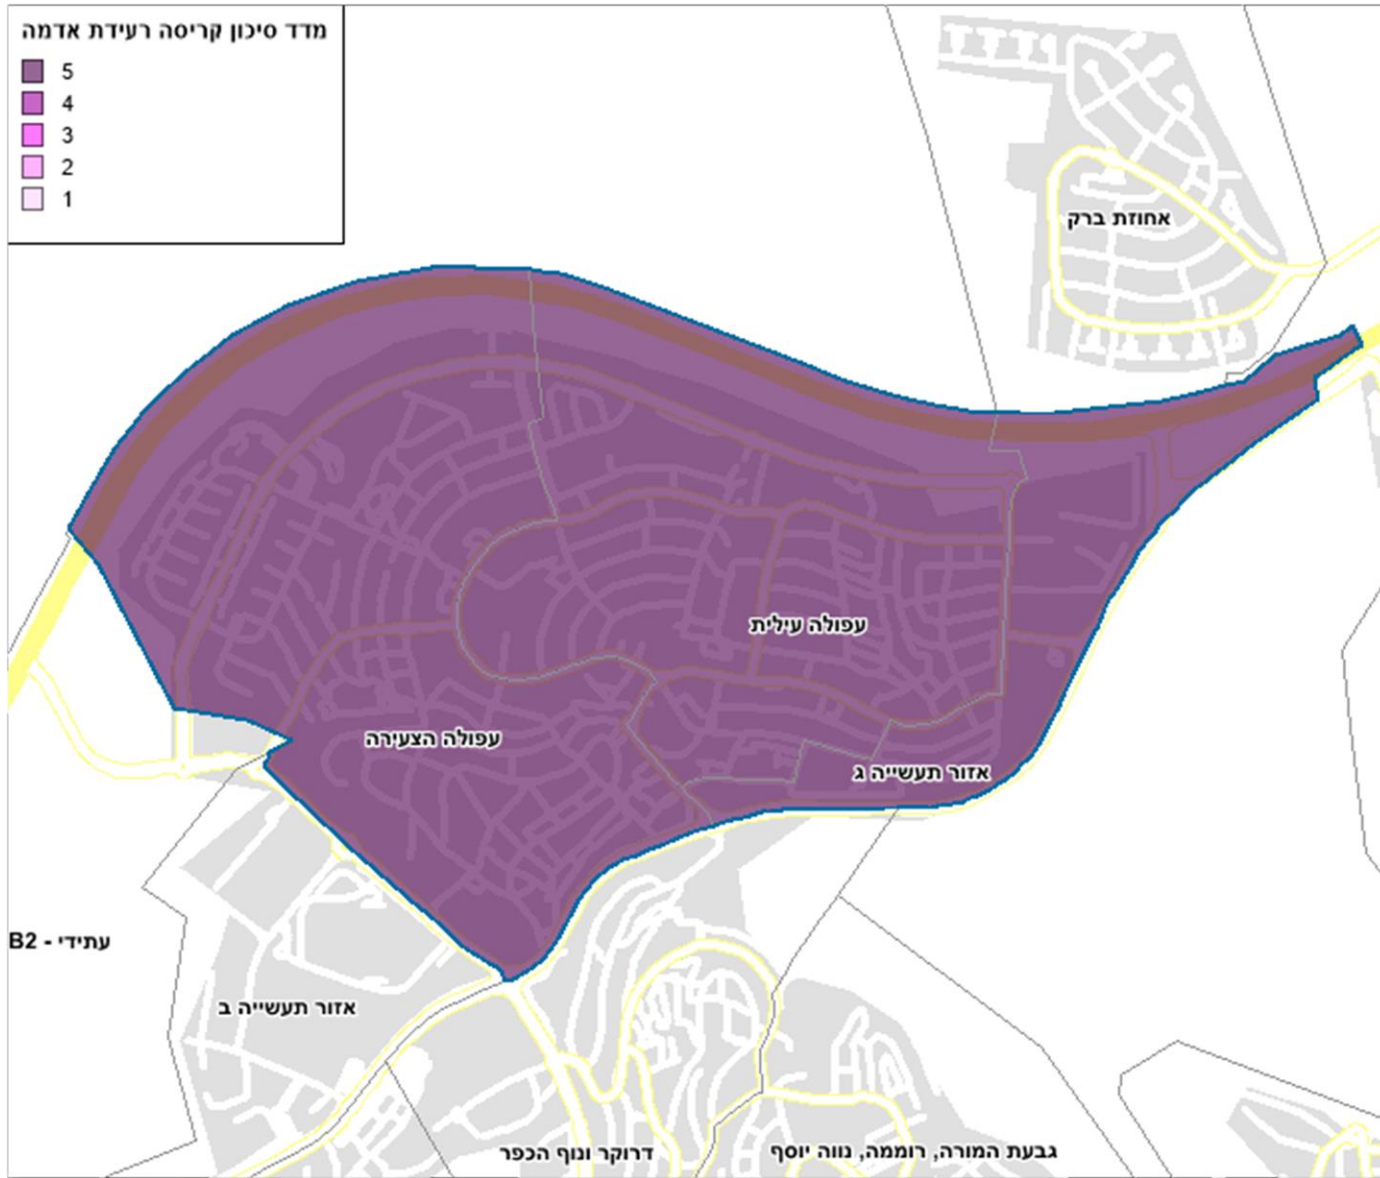 מדד סיכון קריסה רעידת אדמה
5
4
3
2
1
אחוזת ברק
עפולה עילית
עפולה הצעירה
אזור תעשייה ג
עתידי - B2
אזור תעשייה ב
דרוקר ונוף הכפר
גבעת המורה, רוממה, נווה יוסף